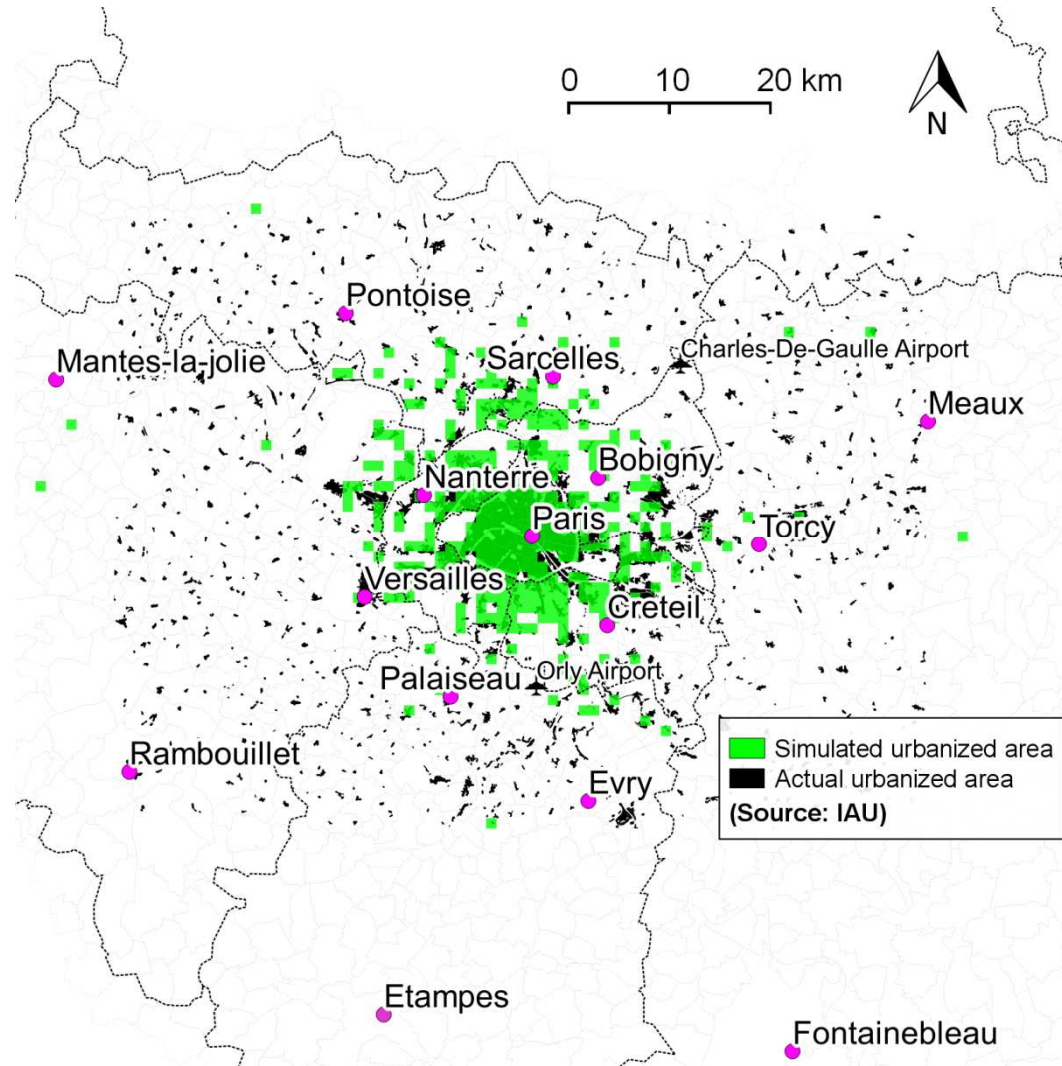 0 10 20 km
N
Pontoise
Mantes-la-jolie
Sarcelles
Charles-De-Gaulle Airport
Meaux
Bobigny
Nanterre
Paris
Torcy
Versailles
Creteil
Palaiseau
Orly Airport
Rambouillet
Evry
Simulated urbanized area
Actual urbanized area
(Source: IAU)
Etampes
Fontainebleau